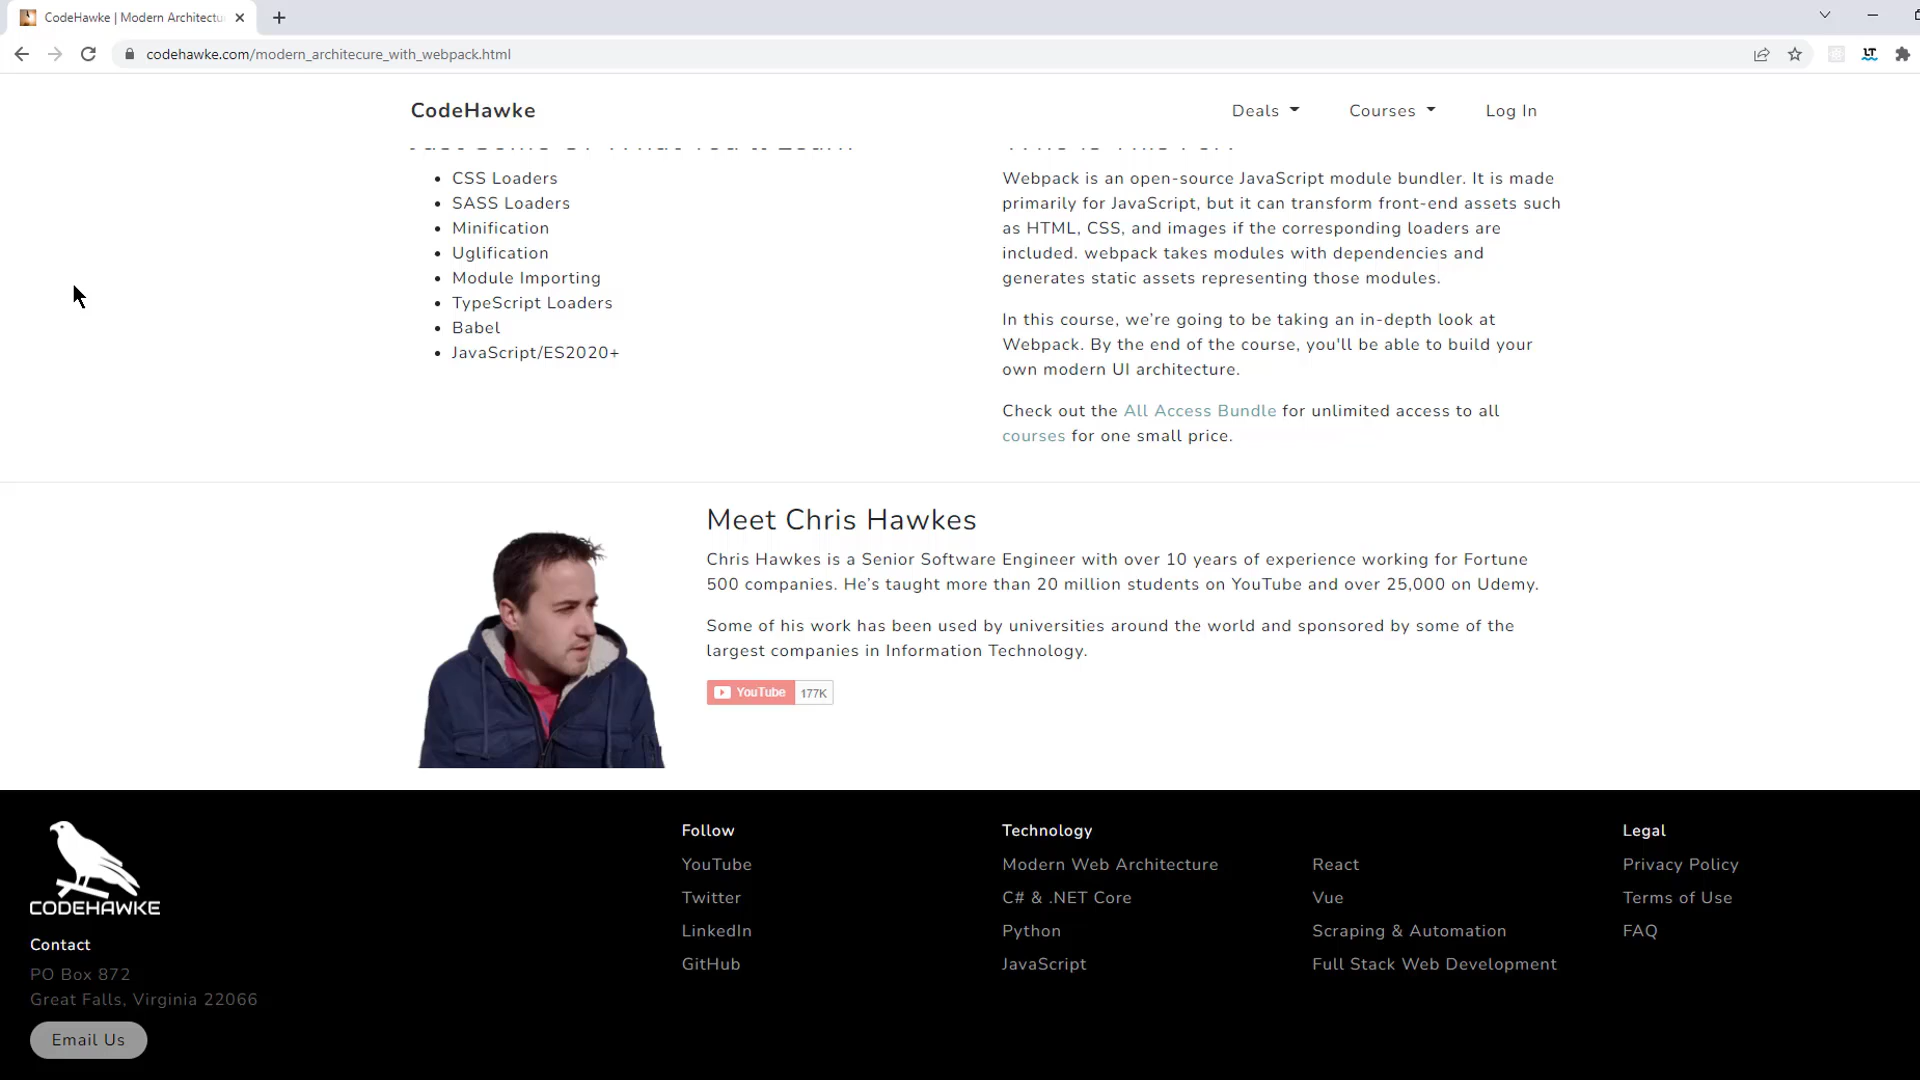 CodeHawke | Modern Architectu
codehawke.com/modern_architecure_with_webpack.html
CodeHawke
Deals
Courses
Log In
CSS Loaders
SASS Loaders
Minification
Uglification
Module Importing
TypeScript Loaders
Babel
JavaScript/ES2020+
Webpack is an open-source JavaScript module bundler. It is made
primarily for JavaScript, but it can transform front-end assets such
as HTML, CSS, and images if the corresponding loaders are
included. webpack takes modules with dependencies and
generates static assets representing those modules.
In this course, we’re going to be taking an in-depth look at
Webpack. By the end of the course, you'll be able to build your
own modern UI architecture.
Check out the All Access Bundle for unlimited access to all
courses for one small price.
Meet Chris Hawkes
Chris Hawkes is a Senior Software Engineer with over 10 years of experience working for Fortune
500 companies. He’s taught more than 20 million students on YouTube and over 25,000 on Udemy.
Some of his work has been used by universities around the world and sponsored by some of the
largest companies in Information Technology.
YouTube 177K
CODEHAWKE
Contact
PO Box 872
Great Falls, Virginia 22066
Email Us
Follow
YouTube
Twitter
LinkedIn
GitHub
Technology
Modern Web Architecture
C# & .NET Core
Python
JavaScript
React
Vue
Scraping & Automation
Full Stack Web Development
Legal
Privacy Policy
Terms of Use
FAQ
LT